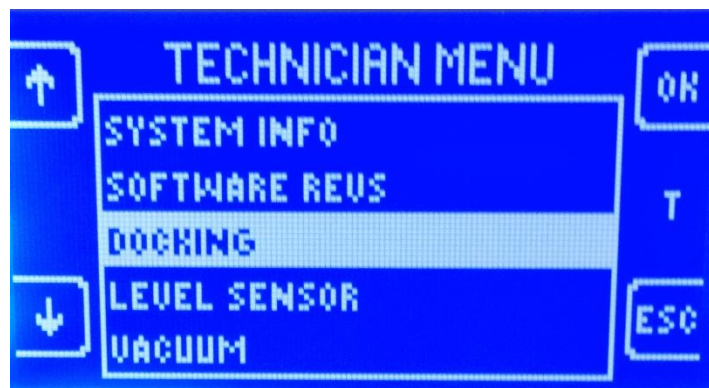 TECHNICIAN MENU
OK
SYSTEM INFO
SOFTWARE REVS
T
DOCKING
LEVEL SENSOR
ESC
VACUUM